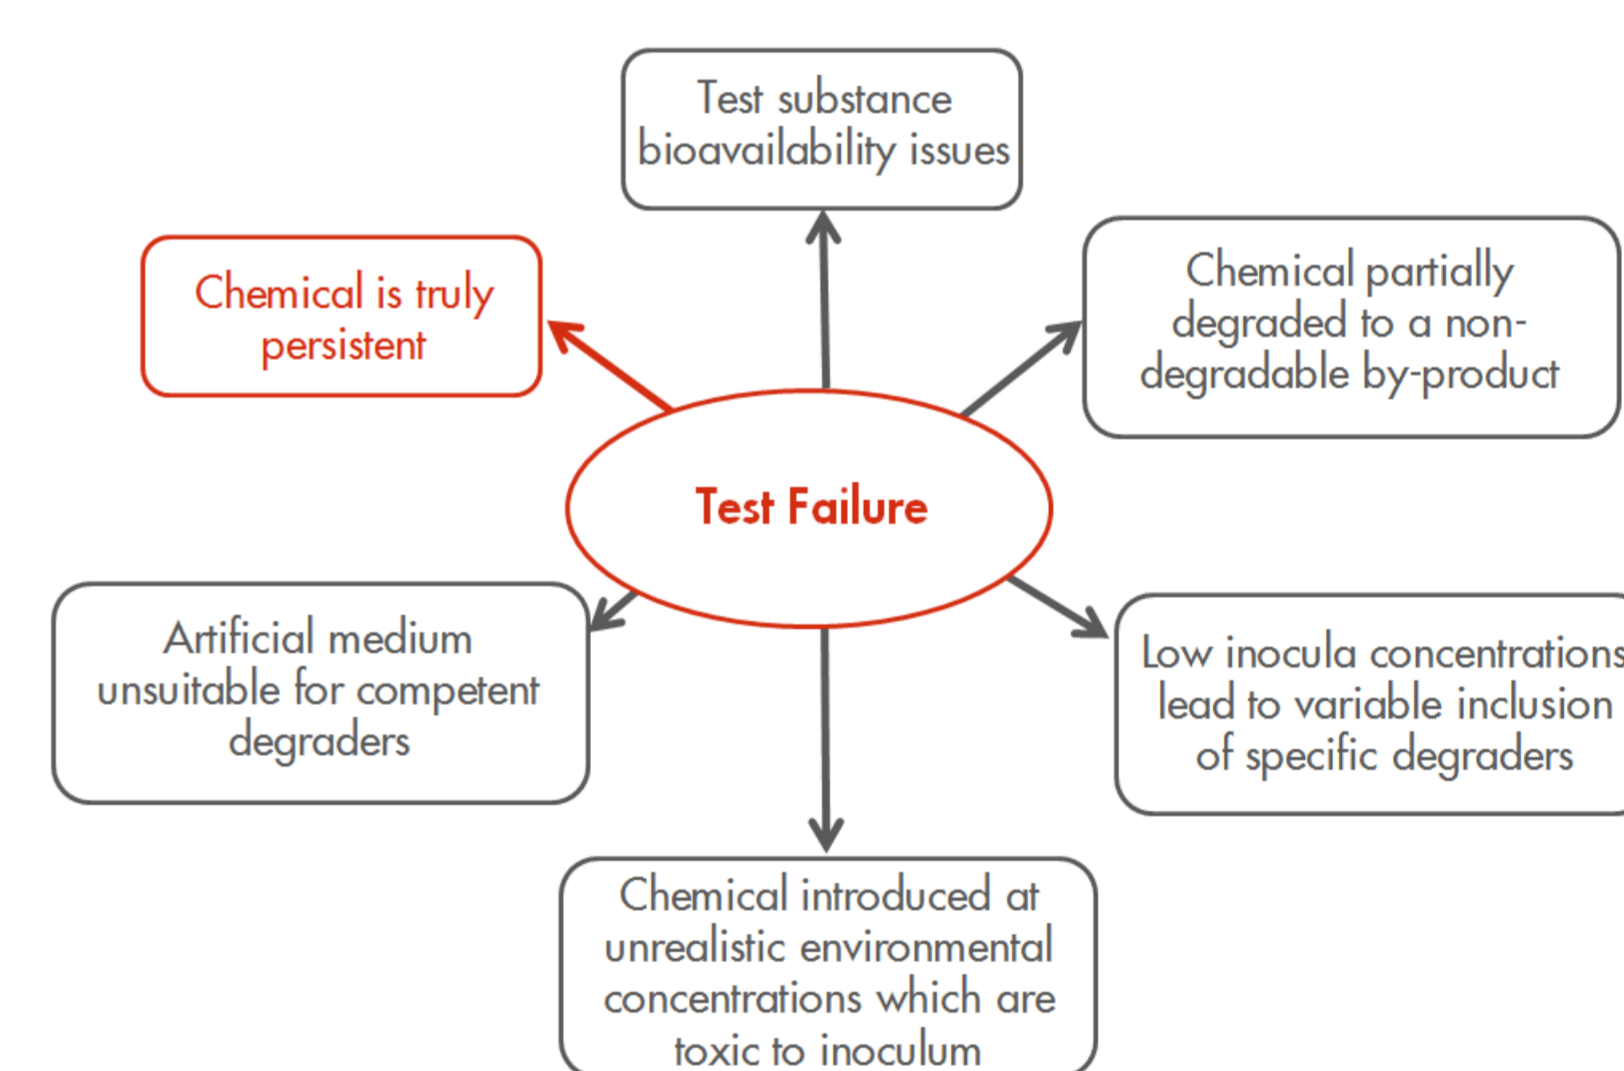 Test substance
bioavailability issues
Chemical is truly
persistent
Chemical partially
degraded to a non-
degradable by-product
Test Failure
Artificial medium
unsuitable for competent
degraders
Low inocula concentrations
lead to variable inclusion
of specific degraders
Chemical introduced at
unrealistic environmental
concentrations which are
toxic to inoculum